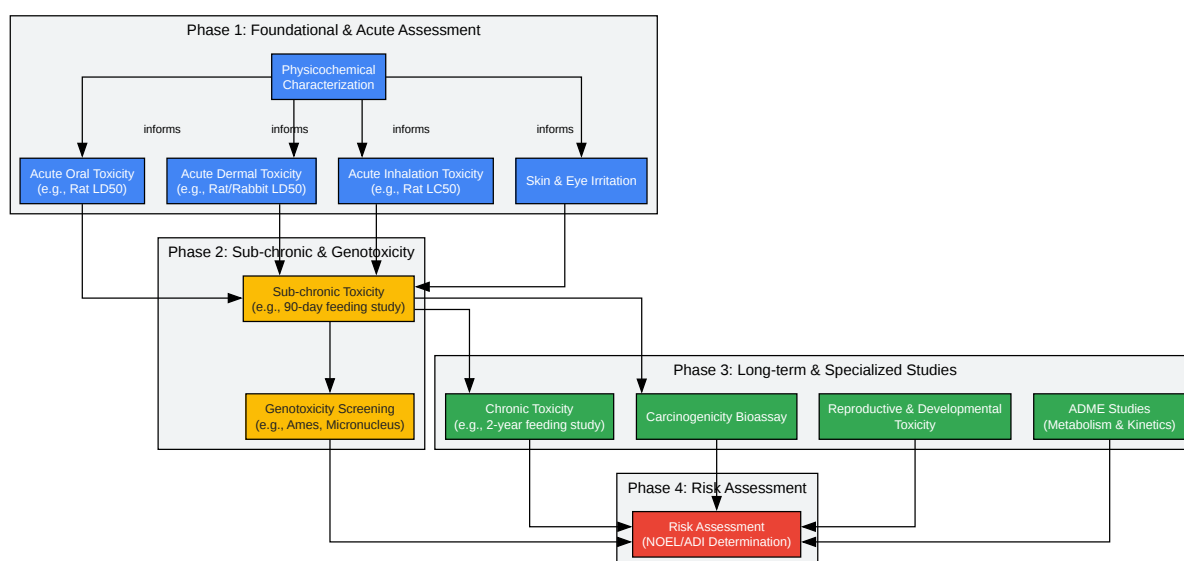 Phase 1: Foundational & Acute Assessment
Physicochemical
Characterization
informs
informs
informs
informs
Acute Oral Toxicity
(e.g., Rat LD50)
Acute Dermal Toxicity
(e.g., Rat/Rabbit LD50)
Acute Inhalation Toxicity
(e.g., Rat LC50)
Skin & Eye Irritation
Phase 2: Sub-chronic & Genotoxicity
Sub-chronic Toxicity
(e.g., 90-day feeding study)
Genotoxicity Screening
(e.g., Ames, Micronucleus)
Phase 3: Long-term & Specialized Studies
Chronic Toxicity
(e.g., 2-year feeding study)
Carcinogenicity Bioassay
Reproductive & Developmental
Toxicity
ADME Studies
(Metabolism & Kinetics)
Phase 4: Risk Assessment
Risk Assessment
(NOEL/ADI Determination)